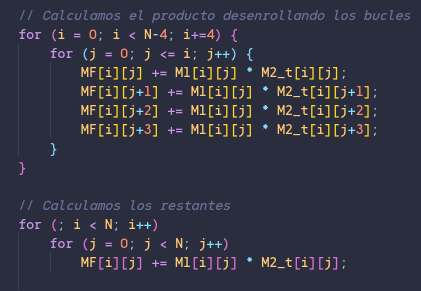 // Calculamos el producto desenrollando los bucles
for (i = 0; i < N-4; i+=4) {
for (j = 0; j <= i; j++) {
MF[i][j] += M1[i][j] * M2_t[i][j];
MF[i][j+1] += M1[i][j] * M2_t[i][j+1];
MF[i][j+2] += M1[i][j] * M2_t[i][j+2];
MF[i][j+3] += M1[i][j] * M2_t[i][j+3];
}
}
// Calculamos los restantes
for (; i < N; i++)
for (j = 0; j < N; j++)
MF[i][j] += M1[i][j] * M2_t[i][j];